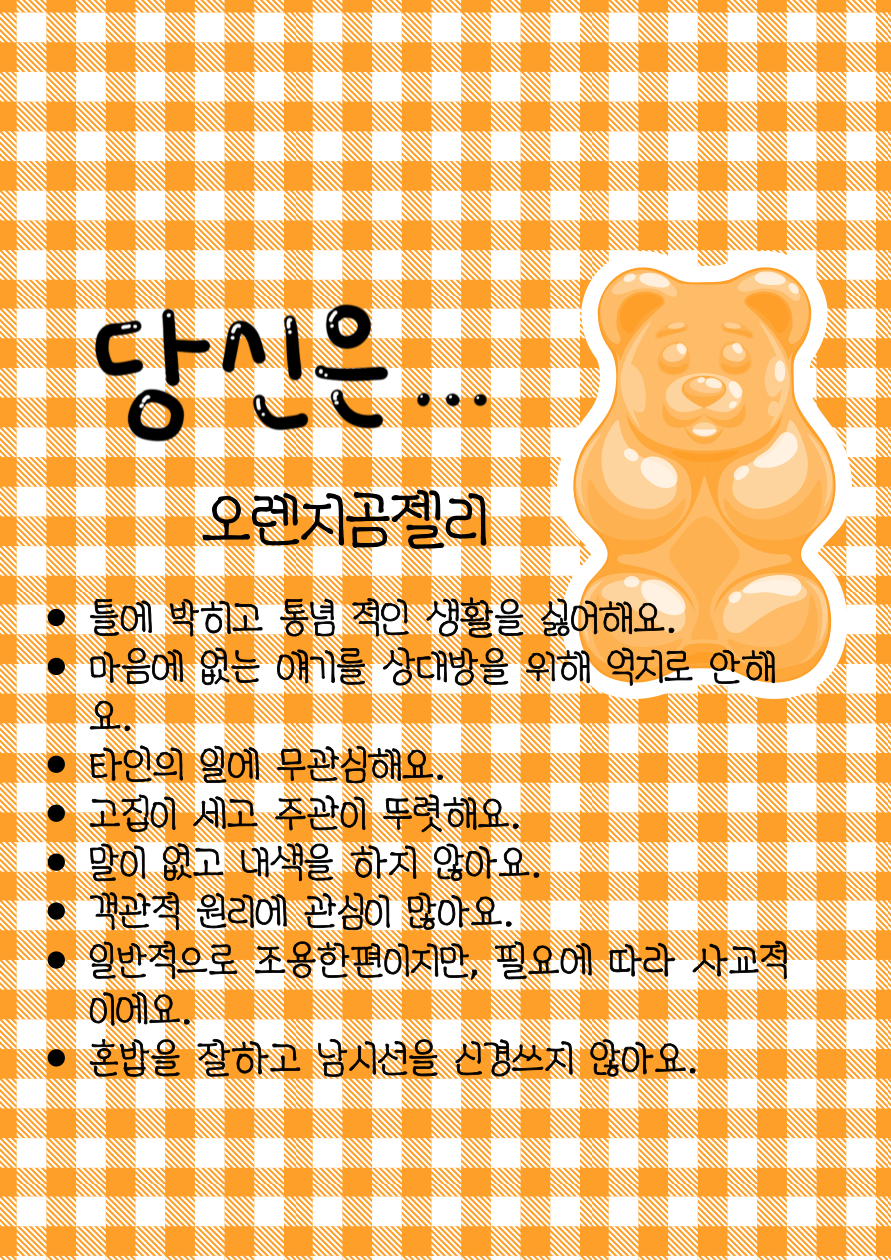 당신은...
오렌지곰젤리
● 틀에 박히고 통념 적인 생활을 싫어해요.
● 마음에 없는 얘기를 상대방을 위해 억지로 안해
요.
● 타인의 일에 무관심해요.
● 고집이 세고 주관이 뚜렷해요.
● 말이 없고 내색을 하지 않아요.
● 객관적 원리에 관심이 많아요.
● 일반적으로 조용한편이지만, 필요에 따라 사교적
이에요.
● 혼밥을 잘하고 남시선을 신경쓰지 않아요.